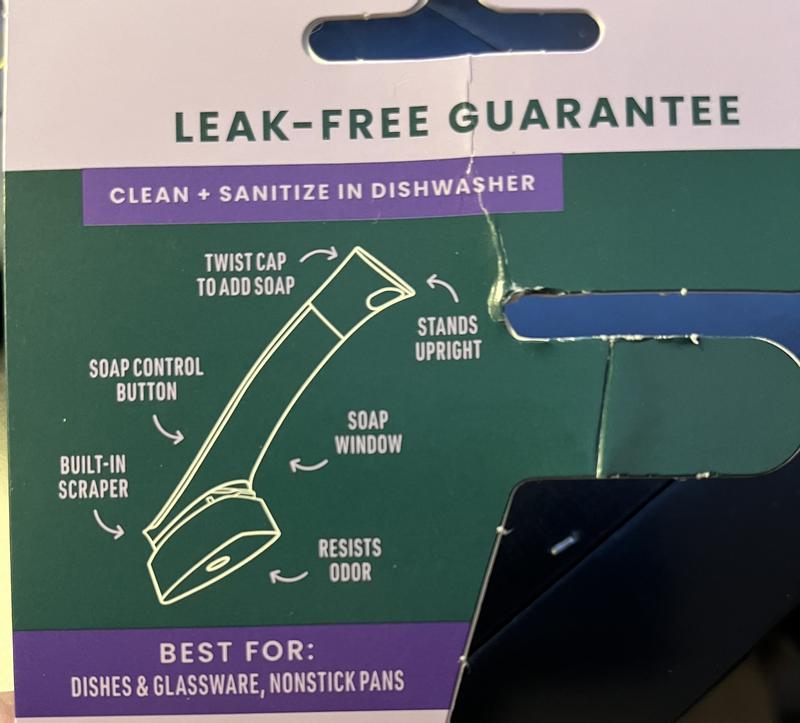 LEAK-FREE GUARANTEE
CLEAN + SANITIZE IN DISHWASHER
TWIST CAP
TO ADD SOAP
STANDS
UPRIGHT
SOAP CONTROL
BUTTON
SOAP
WINDOW
BUILT-IN
SCRAPER
RESISTS
ODOR
BEST FOR:
DISHES & GLASSWARE, NONSTICK PANS